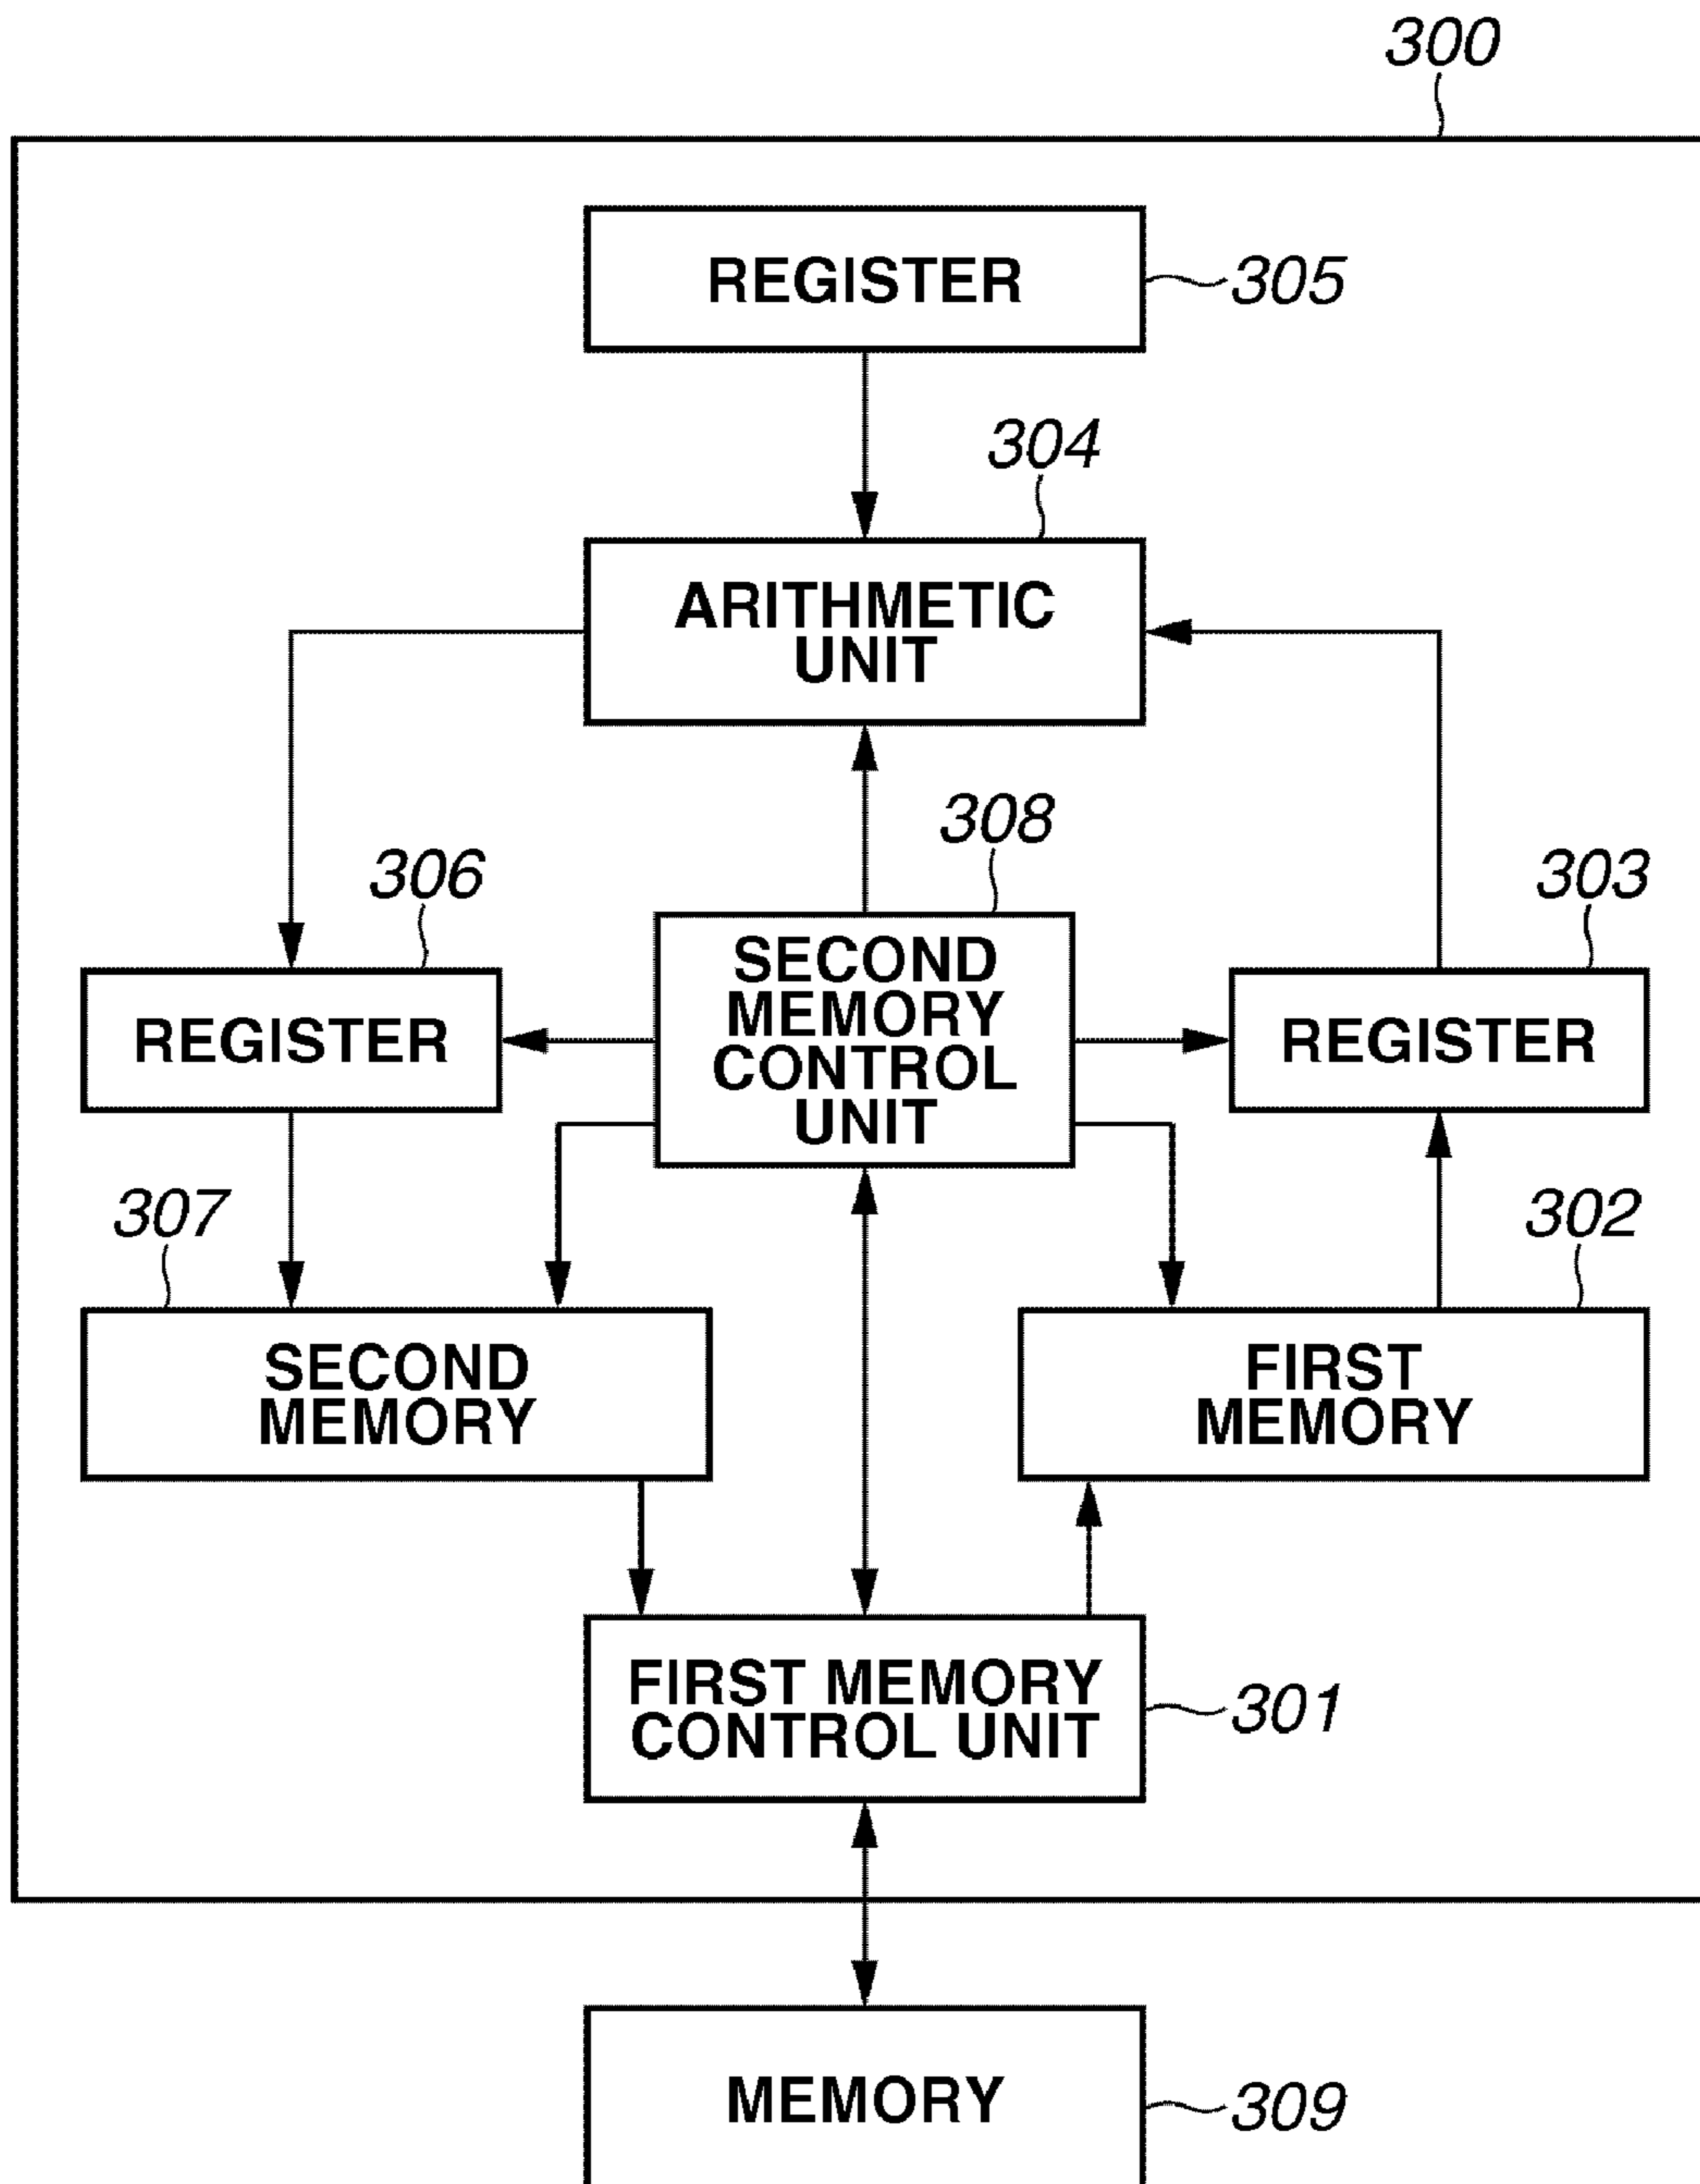 300
REGISTER
305
304
ARITHMETIC
UNIT
308
306
303
SECOND
MEMORY
CONTROL
UNIT
REGISTER
REGISTER
307
302
SECOND
MEMORY
FIRST
MEMORY
FIRST MEMORY
CONTROL UNIT
301
MEMORY
309